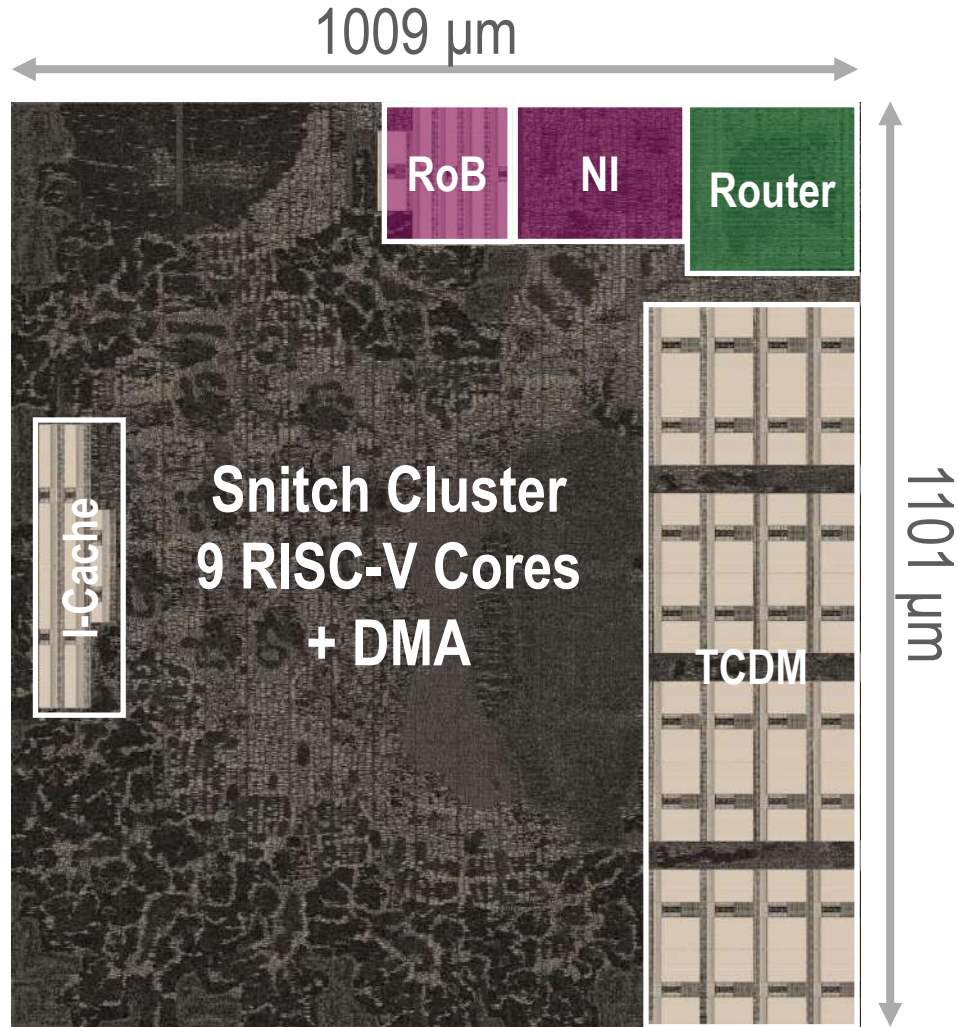 1009 µm
RoB
NI
Router
1101 µm
I-Cache
Snitch Cluster
9 RISC-V Cores
+ DMA
TCDM